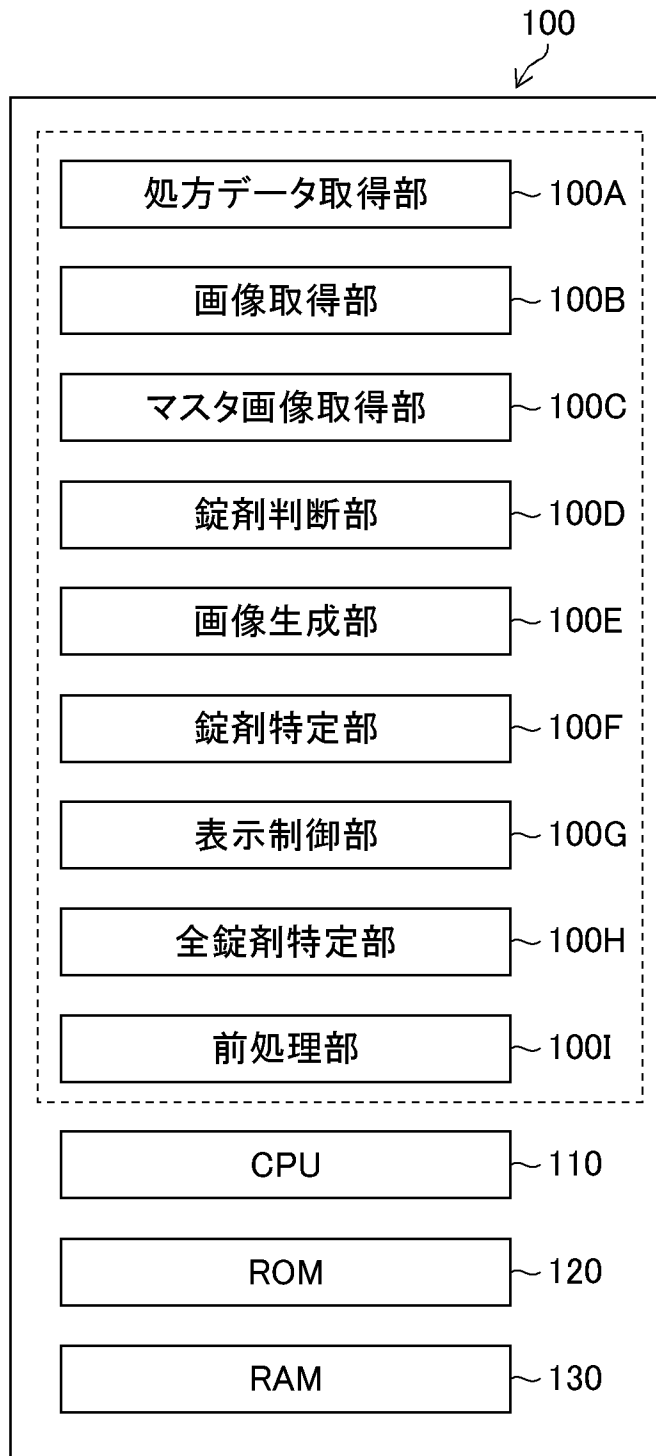 100
処方データ取得部 100A
画像取得部 100B
マスタ画像取得部 100C
錠剤判断部 100D
画像生成部 100E
錠剤特定部 100F
表示制御部 100G
全錠剤特定部 100H
前処理部 100I
CPU 110
ROM 120
RAM 130